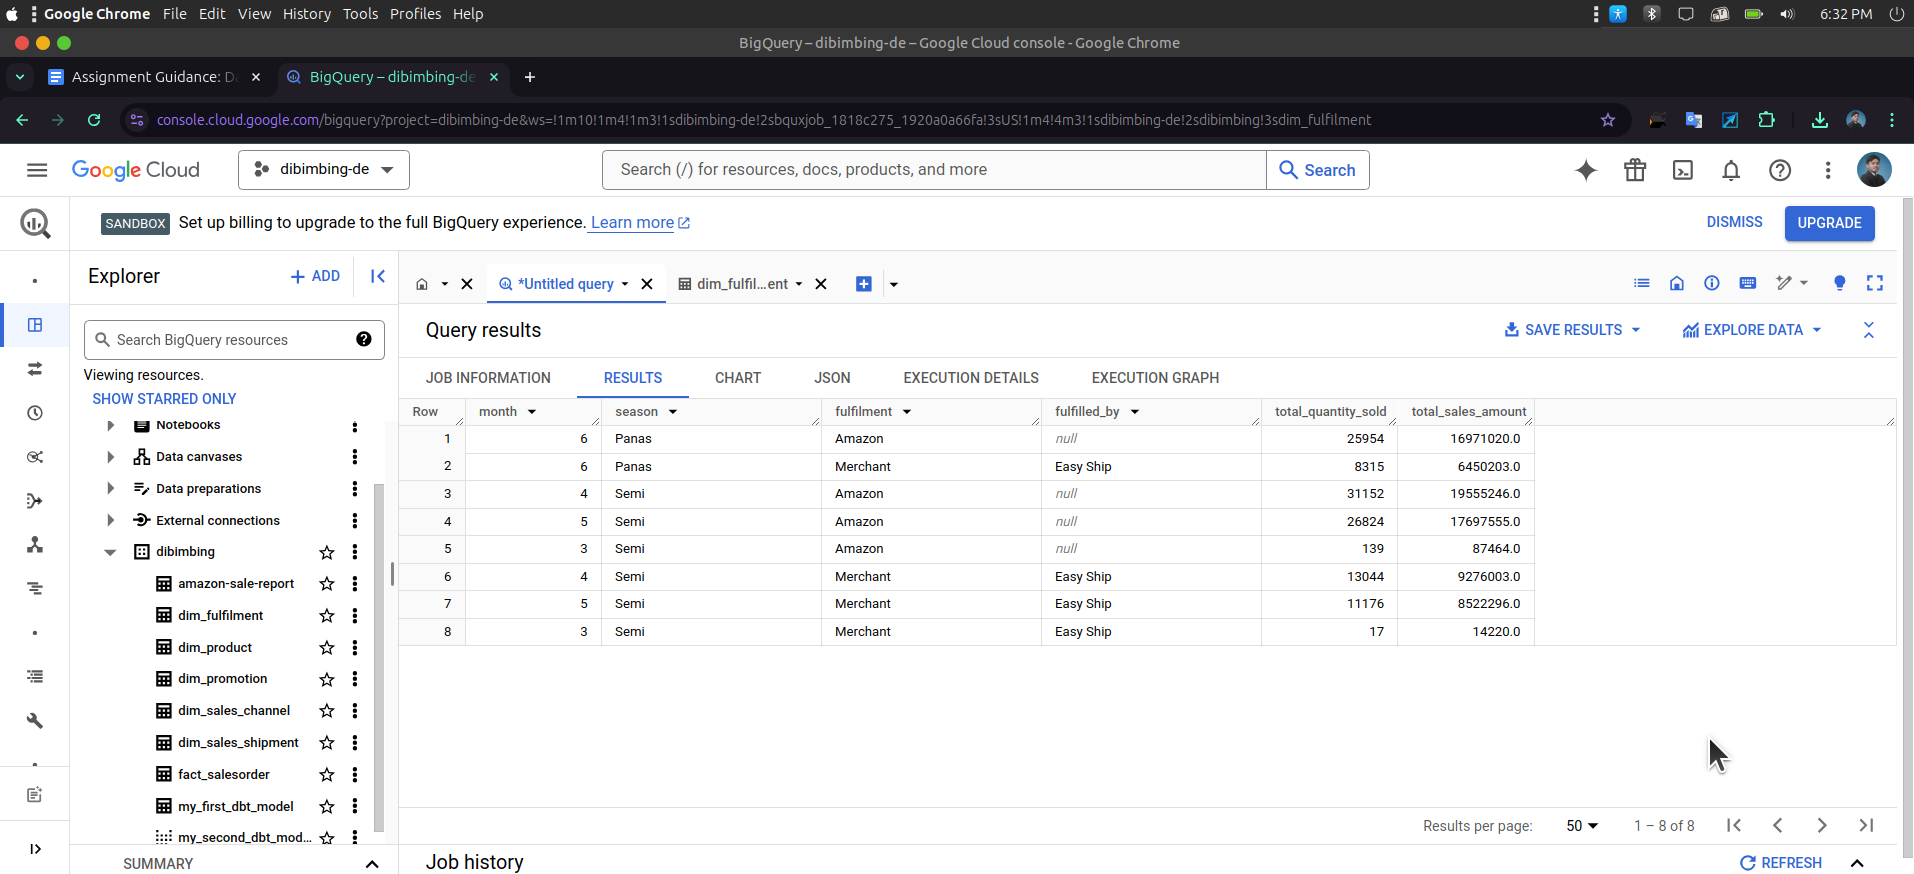 Google Chrome File Edit View History Tools Profiles Help 6:32 PM
BigQuery – dibimbing-de – Google Cloud console - Google Chrome
Assignment Guidance: D BigQuery – dibimbing-de
console.cloud.google.com/bigquery?project=dibimbing-de&ws=!1m10!1m4!1m3!1sdibimbing-de!2sbquxjob_1818c275_1920a0a66fa!3sUS!1m4!4m3!1sdibimbing-de!2sdibimbing!3sdim_fulfilment
Google Cloud dibimbing-de Search (/) for resources, docs, products, and more Search
SANDBOX Set up billing to upgrade to the full BigQuery experience. Learn more DISMISS UPGRADE
Explorer + ADD
*Untitled query dim_fulfil...ent
Search BigQuery resources
Viewing resources.
SHOW STARRED ONLY
Notebooks
Data canvases
Data preparations
External connections
dibimbing
amazon-sale-report
dim_fulfilment
dim_product
dim_promotion
dim_sales_channel
dim_sales_shipment
fact_salesorder
my_first_dbt_model
my_second_dbt_mod...
SUMMARY
Query results SAVE RESULTS EXPLORE DATA
JOB INFORMATION RESULTS CHART JSON EXECUTION DETAILS EXECUTION GRAPH
Row month season fulfilment fulfilled_by total_quantity_sold total_sales_amount
1 6 Panas Amazon null 25954 16971020.0
2 6 Panas Merchant Easy Ship 8315 6450203.0
3 4 Semi Amazon null 31152 19555246.0
4 5 Semi Amazon null 26824 17697555.0
5 3 Semi Amazon null 139 87464.0
6 4 Semi Merchant Easy Ship 13044 9276003.0
7 5 Semi Merchant Easy Ship 11176 8522296.0
8 3 Semi Merchant Easy Ship 17 14220.0
Results per page: 50 1 – 8 of 8
Job history REFRESH